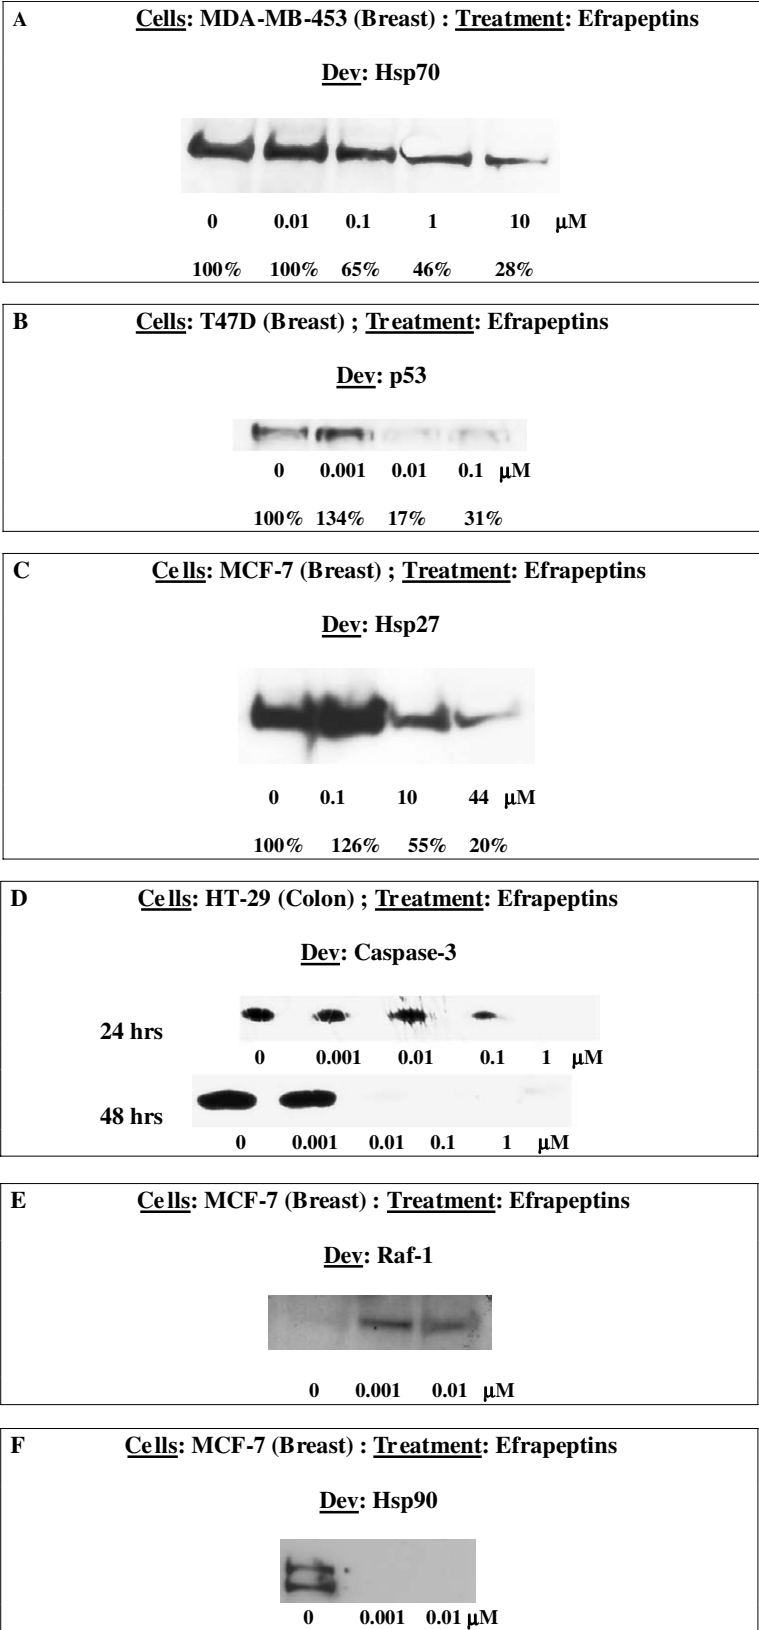 A Cells: MDA-MB-453 (Breast) : Treatment: Efrapeptins
Dev: Hsp70
0 0.01 0.1 1 10 μM
100% 100% 65% 46% 28%
B Cells: T47D (Breast) ; Treatment: Efrapeptins
Dev: p53
0 0.001 0.01 0.1 μM
100% 134% 17% 31%
C Cells: MCF-7 (Breast) ; Treatment: Efrapeptins
Dev: Hsp27
0 0.1 10 44 μM
100% 126% 55% 20%
D Cells: HT-29 (Colon) ; Treatment: Efrapeptins
Dev: Caspase-3
24 hrs
0 0.001 0.01 0.1 1 μM
48 hrs
0 0.001 0.01 0.1 1 μM
E Cells: MCF-7 (Breast) : Treatment: Efrapeptins
Dev: Raf-1
0 0.001 0.01 μM
F Cells: MCF-7 (Breast) : Treatment: Efrapeptins
Dev: Hsp90
0 0.001 0.01 μM